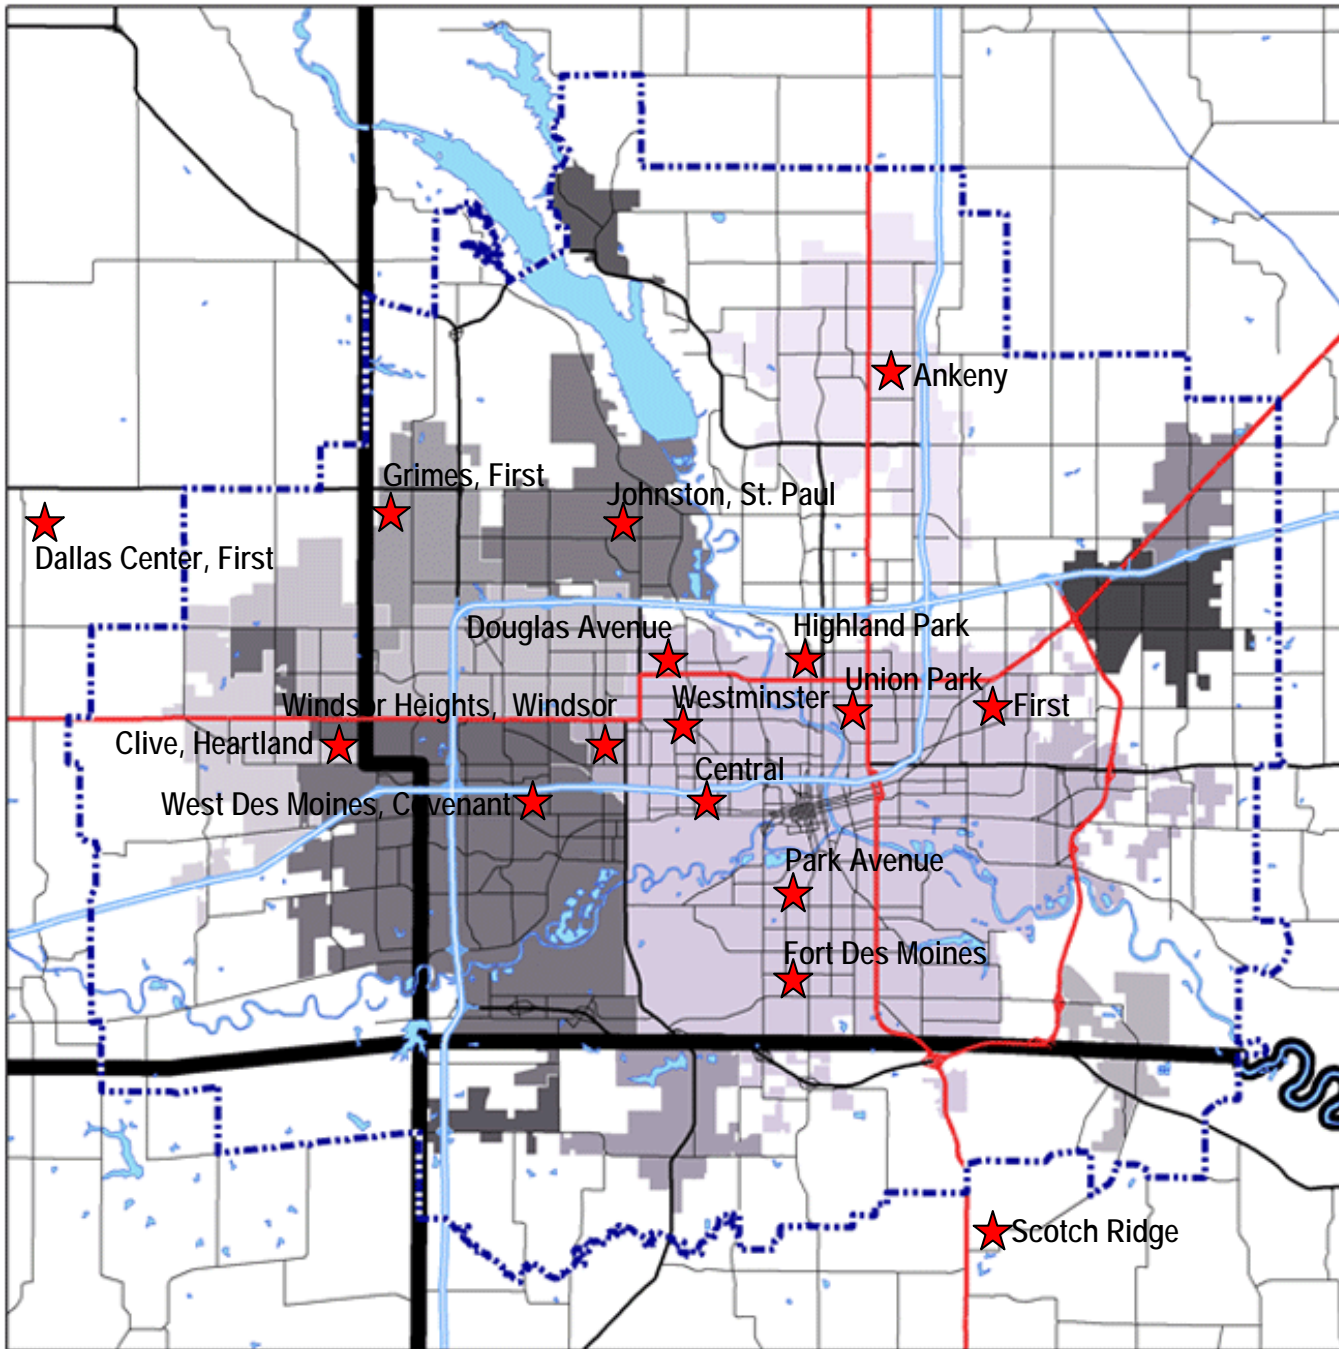 Ankeny
Grimes, First
Johnston, St. Paul
Dallas Center, First
Douglas Avenue
Highland Park
Union Park
Westminster
Windsor Heights, Windsor
First
Clive, Heartland
Central
West Des Moines, Covenant
Park Avenue
Fort Des Moines
Scotch Ridge